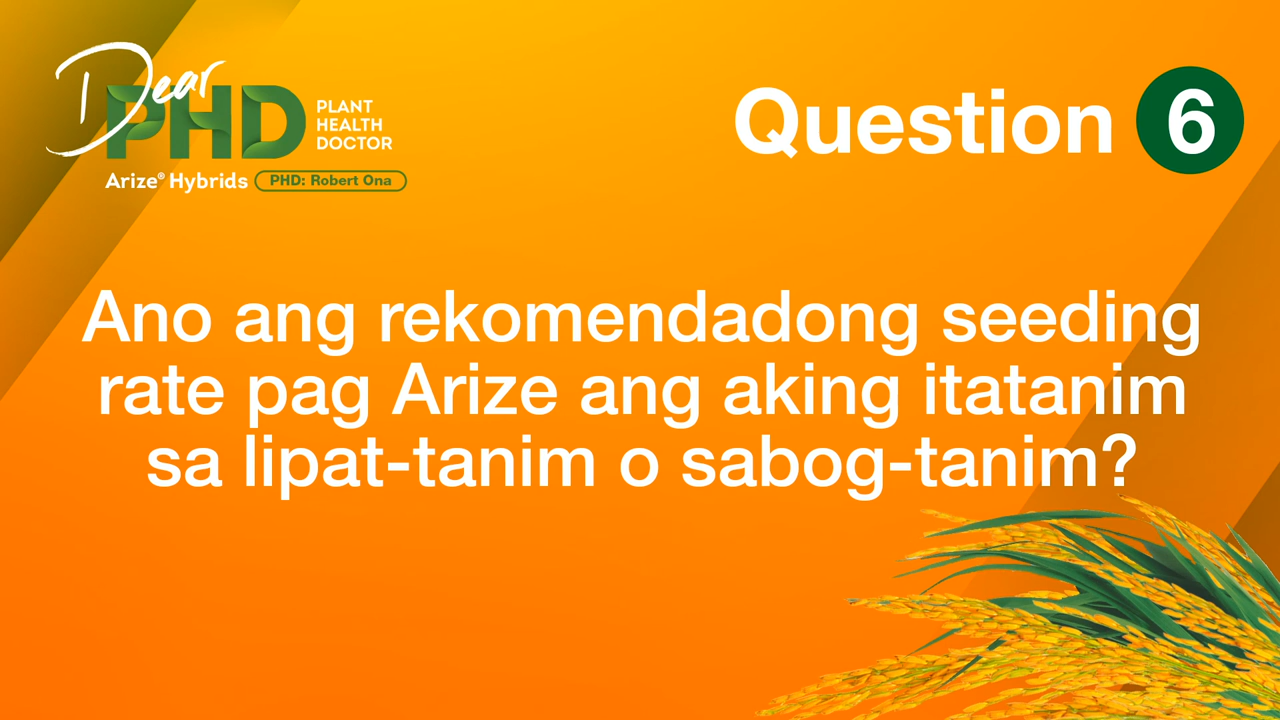 Dear
PHD
PLANT
HEALTH
DOCTOR
Arize® Hybrids
PHD: Robert Ona
Question 6
Ano ang rekomendadong seeding
rate pag Arize ang aking itatanim
sa lipat-tanim o sabog-tanim?